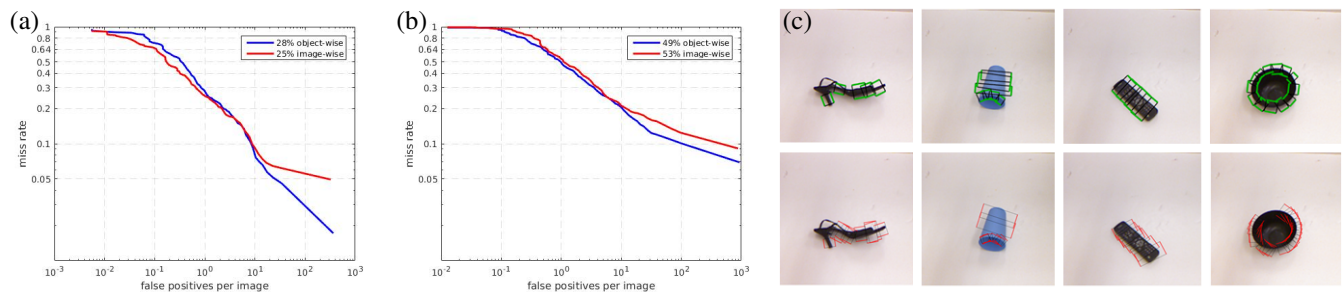 (a)
miss rate
1
0.8
0.64
0.5
0.4
0.3
0.2
0.1
0.05
28% object-wise
25% image-wise
10^-3 10^-2 10^-1 10^0 10^1 10^2 10^3
false positives per image
(b)
miss rate
1
0.8
0.64
0.5
0.4
0.3
0.2
0.1
0.05
49% object-wise
53% image-wise
10^-2 10^-1 10^0 10^1 10^2 10^3
false positives per image
(c)